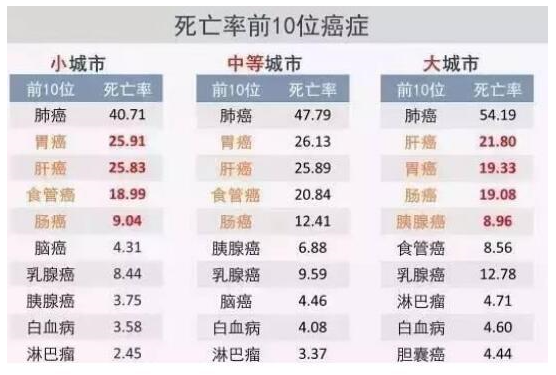 死亡率前10位癌症
小城市 中等城市 大城市
前10位 死亡率 前10位 死亡率 前10位 死亡率
肺癌 40.71 肺癌 47.79 肺癌 54.19
胃癌 25.91 胃癌 26.13 肝癌 21.80
肝癌 25.83 肝癌 25.89 胃癌 19.33
食管癌 18.99 食管癌 20.84 肠癌 19.08
肠癌 9.04 肠癌 12.41 胰腺癌 8.96
脑癌 4.31 胰腺癌 6.88 食管癌 8.56
乳腺癌 8.44 乳腺癌 9.59 乳腺癌 12.78
胰腺癌 3.75 脑癌 4.46 淋巴瘤 4.71
白血病 3.58 白血病 4.08 白血病 4.60
淋巴瘤 2.45 淋巴瘤 3.37 胆囊癌 4.44